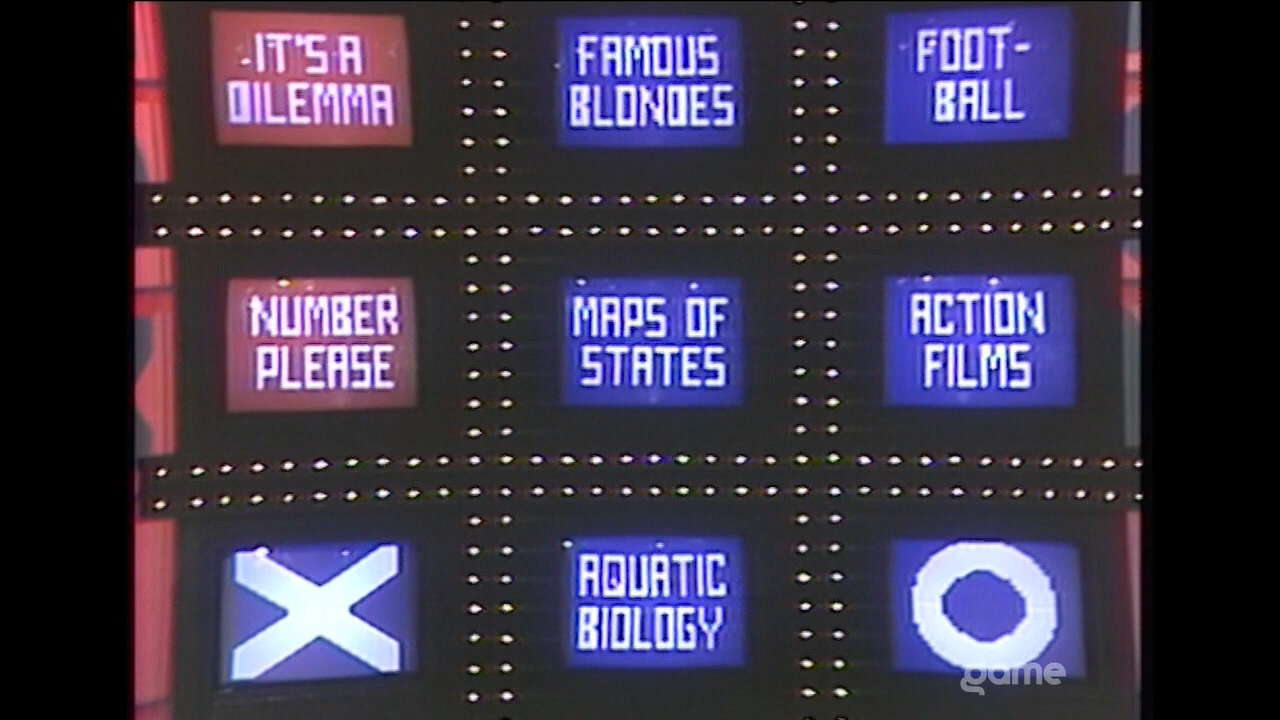 IT'S A
DILEMMA
FAMOUS
BLONDES
FOOT-
BALL
NUMBER
PLEASE
MAPS OF
STATES
ACTION
FILMS
X
AQUATIC
BIOLOGY
O
game